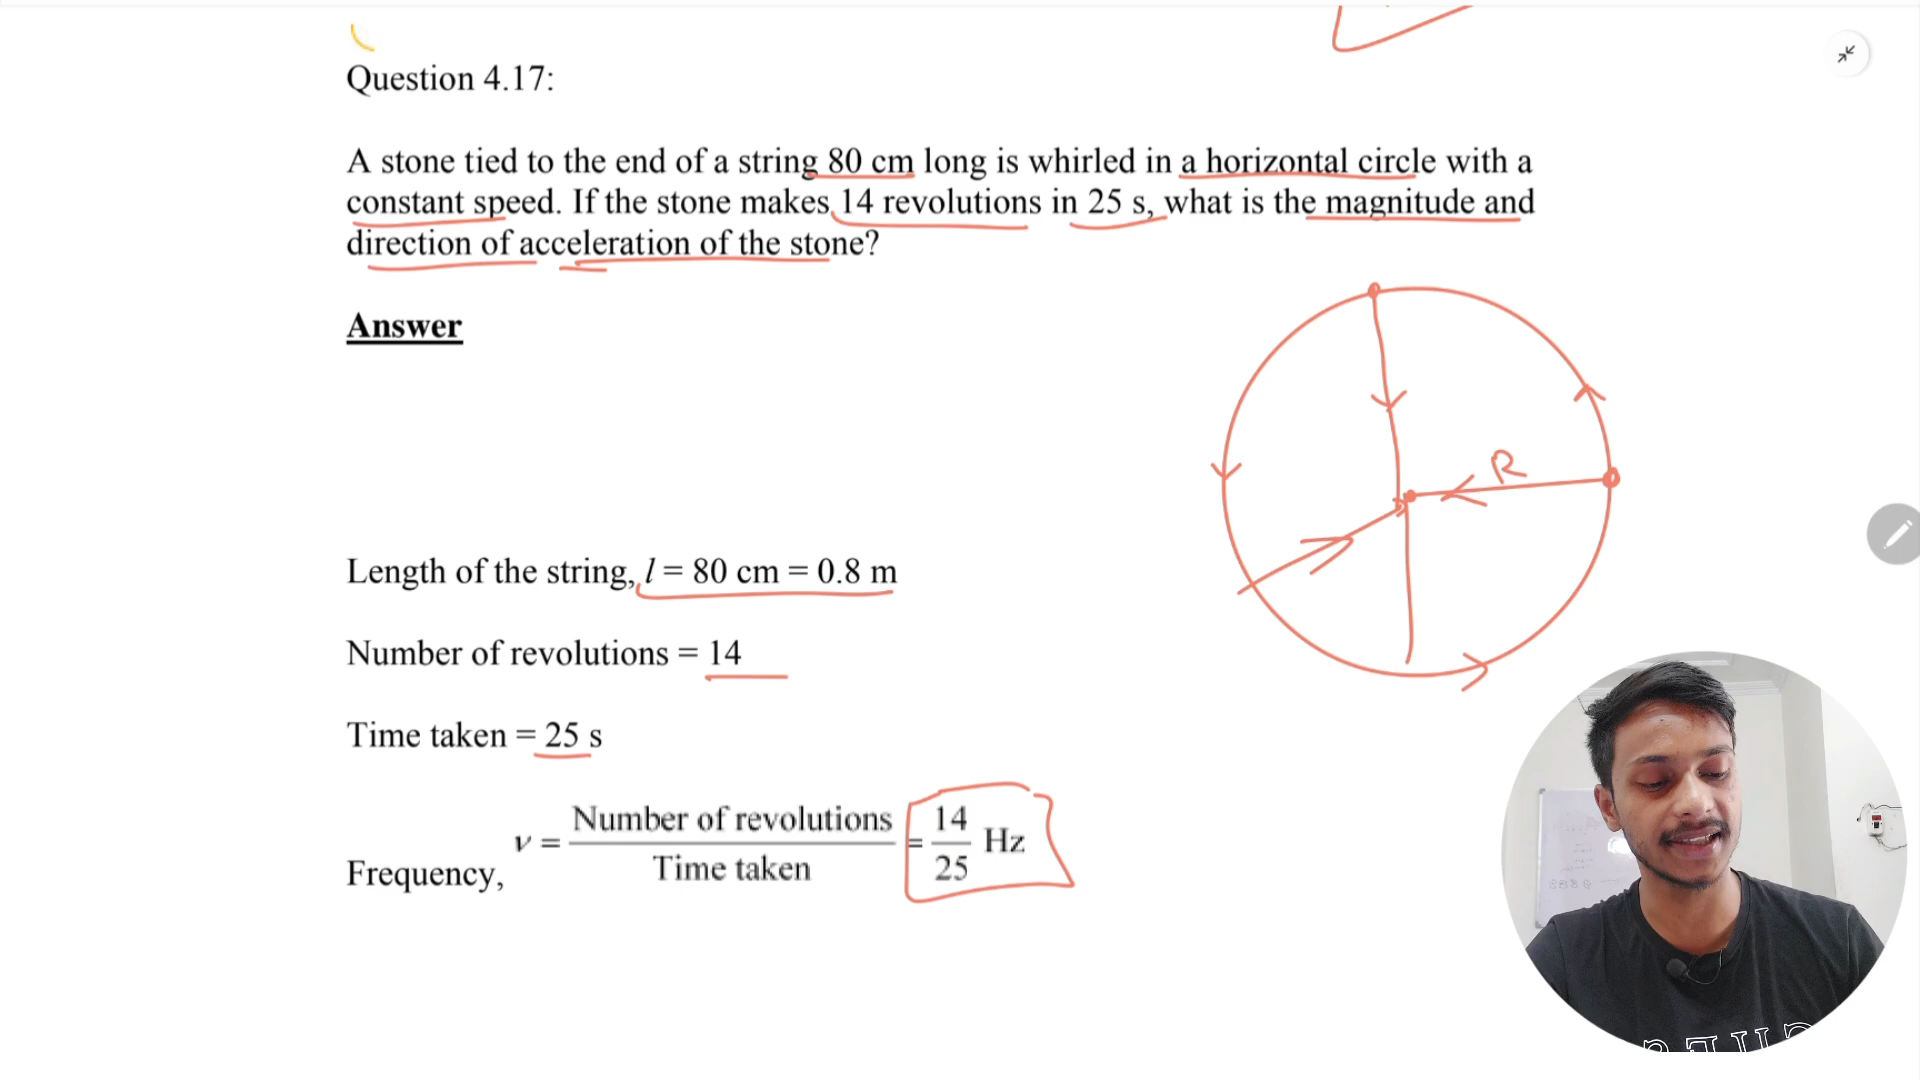 Question 4.17:
A stone tied to the end of a string 80 cm long is whirled in a horizontal circle with a
constant speed. If the stone makes 14 revolutions in 25 s, what is the magnitude and
direction of acceleration of the stone?
Answer
R
Length of the string, l = 80 cm = 0.8 m
Number of revolutions = 14
Time taken = 25 s
Frequency, ν = Number of revolutions / Time taken = 14 / 25 Hz